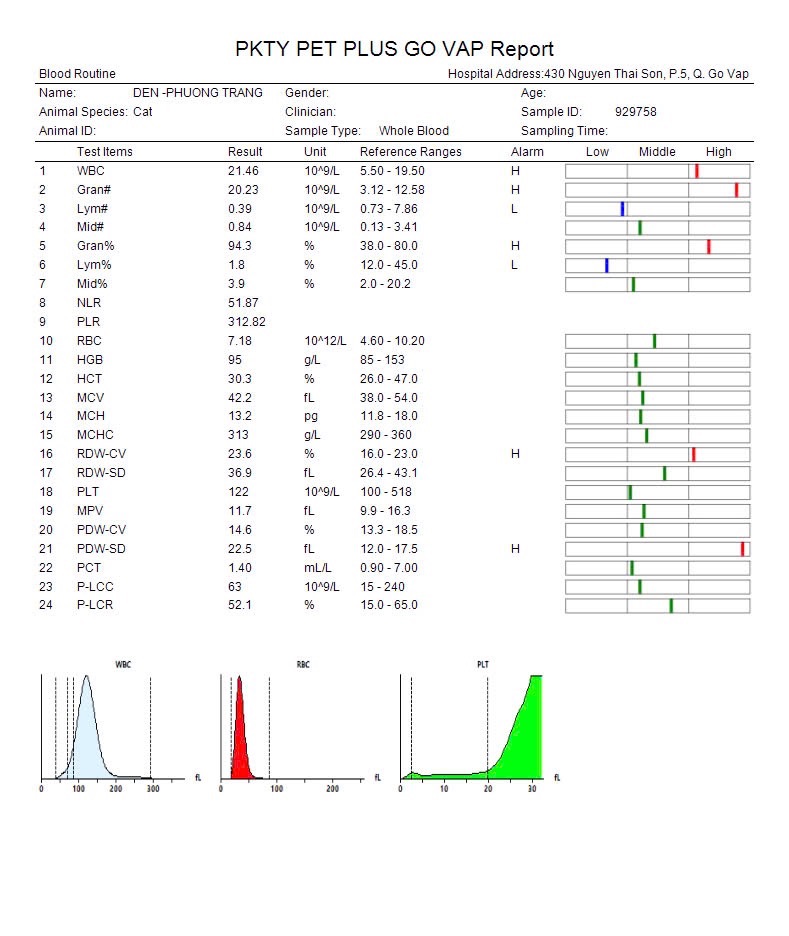 PKTY PET PLUS GO VAP Report
Blood Routine Hospital Address:430 Nguyen Thai Son, P.5, Q. Go Vap
Name: DEN -PHUONG TRANG Gender: Age:
Animal Species: Cat Clinician: Sample ID: 929758
Animal ID: Sample Type: Whole Blood Sampling Time:
Test Items Result Unit Reference Ranges Alarm Low Middle High
1 WBC 21.46 10^9/L 5.50 - 19.50 H
2 Gran# 20.23 10^9/L 3.12 - 12.58 H
3 Lym# 0.39 10^9/L 0.73 - 7.86 L
4 Mid# 0.84 10^9/L 0.13 - 3.41
5 Gran% 94.3 % 38.0 - 80.0 H
6 Lym% 1.8 % 12.0 - 45.0 L
7 Mid% 3.9 % 2.0 - 20.2
8 NLR 51.87
9 PLR 312.82
10 RBC 7.18 10^12/L 4.60 - 10.20
11 HGB 95 g/L 85 - 153
12 HCT 30.3 % 26.0 - 47.0
13 MCV 42.2 fL 38.0 - 54.0
14 MCH 13.2 pg 11.8 - 18.0
15 MCHC 313 g/L 290 - 360
16 RDW-CV 23.6 % 16.0 - 23.0 H
17 RDW-SD 36.9 fL 26.4 - 43.1
18 PLT 122 10^9/L 100 - 518
19 MPV 11.7 fL 9.9 - 16.3
20 PDW-CV 14.6 % 13.3 - 18.5
21 PDW-SD 22.5 fL 12.0 - 17.5 H
22 PCT 1.40 mL/L 0.90 - 7.00
23 P-LCC 63 10^9/L 15 - 240
24 P-LCR 52.1 % 15.0 - 65.0
WBC RBC PLT
fL fL fL
0 100 200 300 0 100 200 0 10 20 30